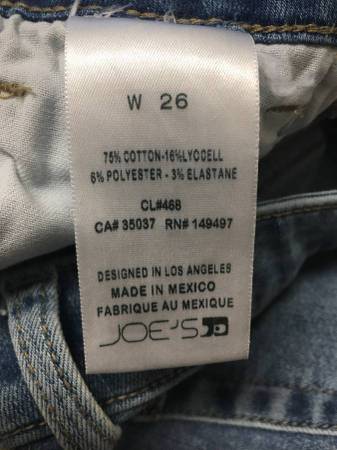 W 26
75% COTTON-16%LYOCELL
6% POLYESTER - 3% ELASTANE
CL#468
CA# 35037 RN# 149497
DESIGNED IN LOS ANGELES
MADE IN MEXICO
FABRIQUE AU MEXIQUE
JOE'S